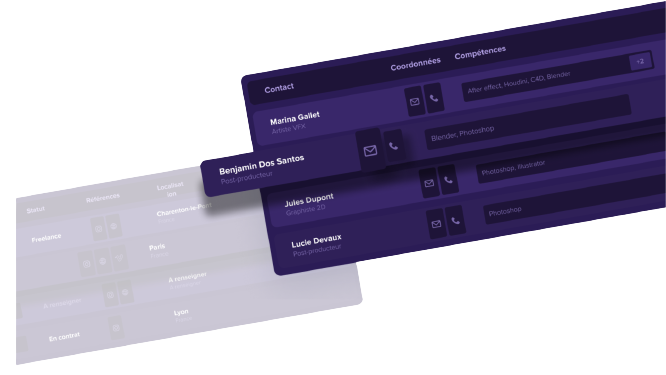 Contact
Coordonnées
Compétences
Marina Gallet
Artiste VFX
After effect, Houdini, C4D, Blender
+2
Benjamin Dos Santos
Post-producteur
Blender, Photoshop
Jules Dupont
Graphiste 2D
Photoshop, Illustrator
Lucie Devaux
Post-producteur
Photoshop
Statut
Références
Localisat
ion
Freelance
Charenton-le-Pont
Paris
A renseigner
A renseigner
En contrat
Lyon